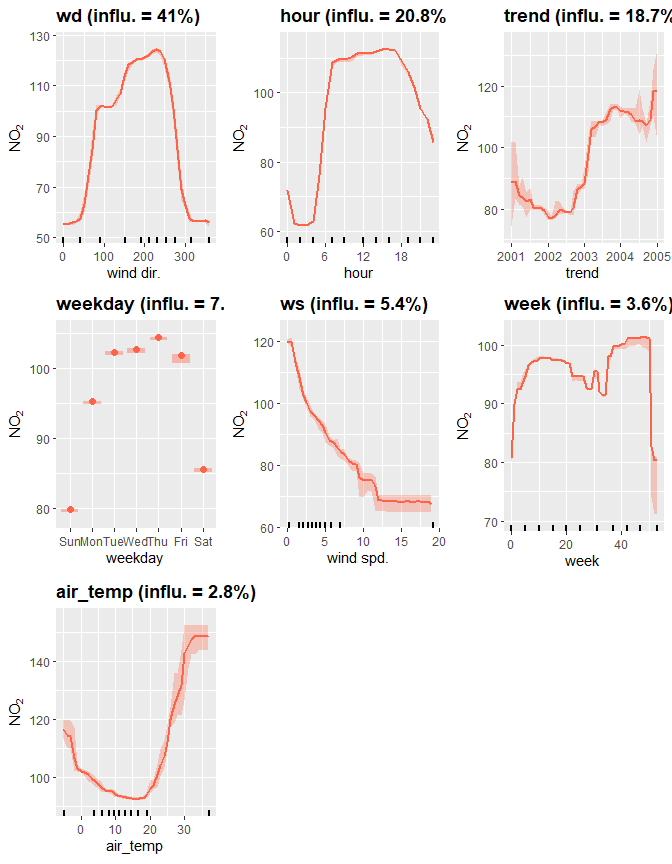 wd (influ. = 41%)
130
110
90
70
50
NO2
0 100 200 300
wind dir.
hour (influ. = 20.8%
100
80
60
NO2
0 6 12 18
hour
trend (influ. = 18.7%
120
100
80
NO2
2001 2002 2003 2004 2005
trend
weekday (influ. = 7.
100
90
80
NO2
Sun Mon Tue Wed Thu Fri Sat
weekday
ws (influ. = 5.4%)
120
100
80
60
NO2
0 5 10 15 20
wind spd.
week (influ. = 3.6%)
100
90
80
70
NO2
0 20 40
week
air_temp (influ. = 2.8%)
140
120
100
NO2
0 10 20 30
air_temp